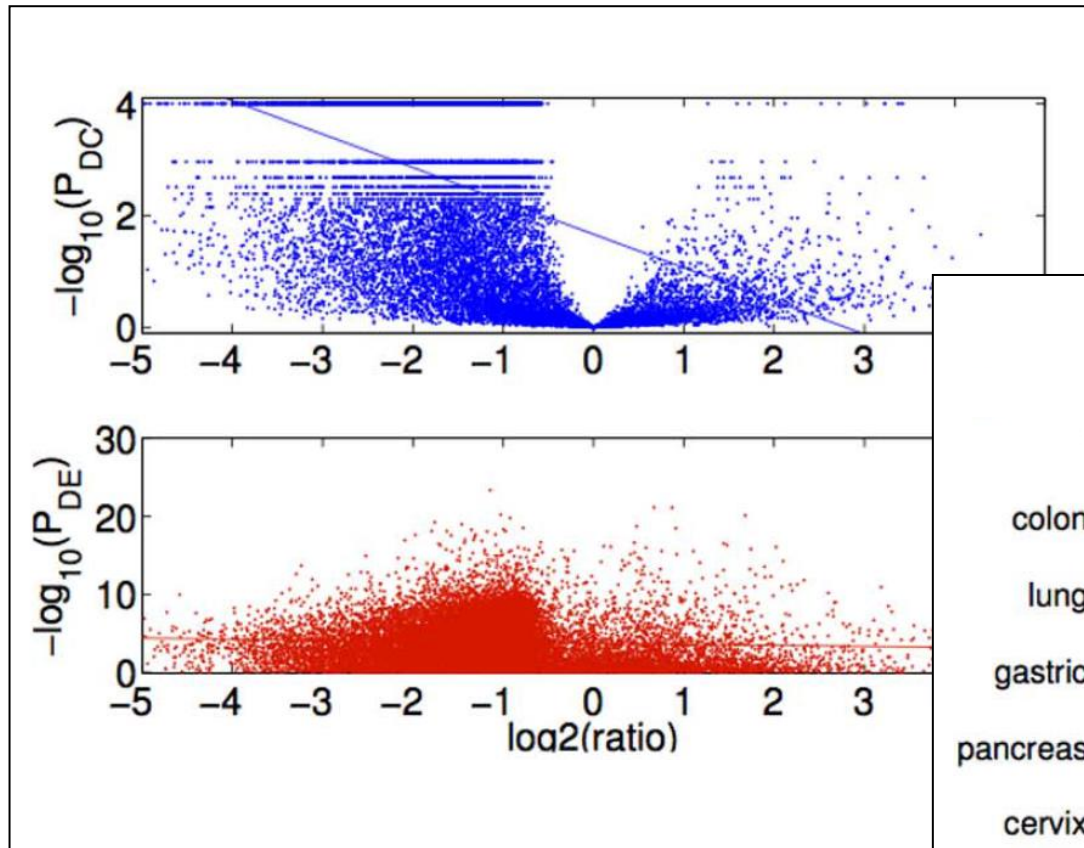 −log10(PDC)
4
2
0
−5 −4 −3 −2 −1 0 1 2 3
−log10(PDE)
30
20
10
0
−5 −4 −3 −2 −1 0 1 2 3
log2(ratio)
colon
lung
gastric
pancreas
cervix